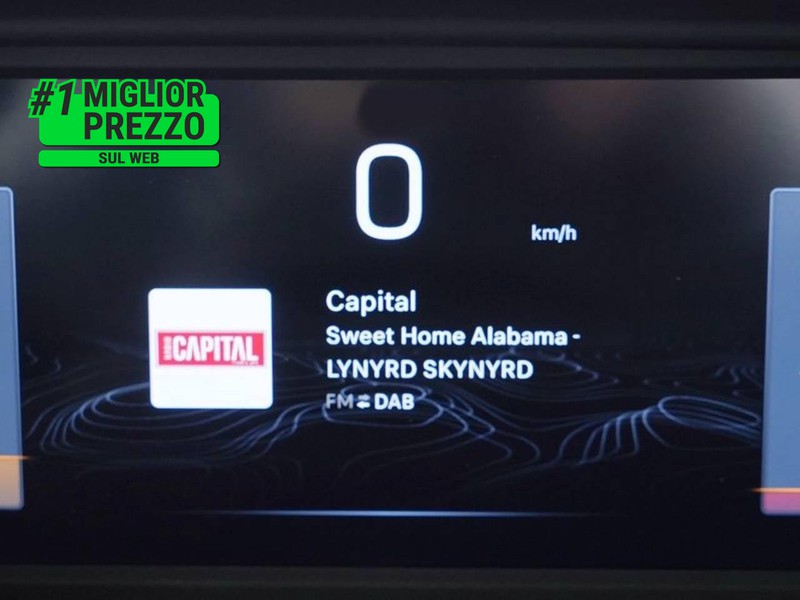 #1 MIGLIOR
PREZZO
SUL WEB
0
km/h
Capital
Sweet Home Alabama -
LYNYRD SKYNYRD
FM ⇄ DAB
CAPITAL